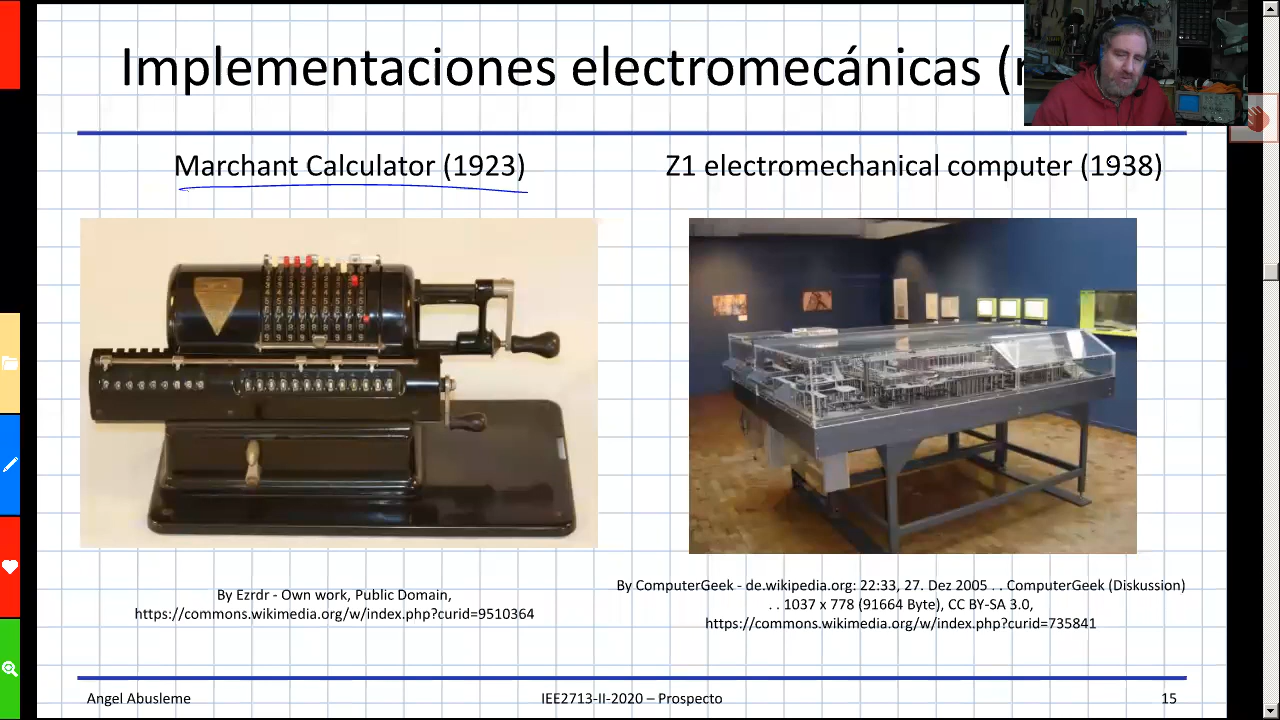 Implementaciones electromecánicas (
Marchant Calculator (1923)
Z1 electromechanical computer (1938)
By Ezrdr - Own work, Public Domain,
https://commons.wikimedia.org/w/index.php?curid=9510364
By ComputerGeek - de.wikipedia.org: 22:33, 27. Dez 2005 . . ComputerGeek (Diskussion)
. . 1037 x 778 (91664 Byte), CC BY-SA 3.0,
https://commons.wikimedia.org/w/index.php?curid=735841
Angel Abusleme
IEE2713-II-2020 – Prospecto
15